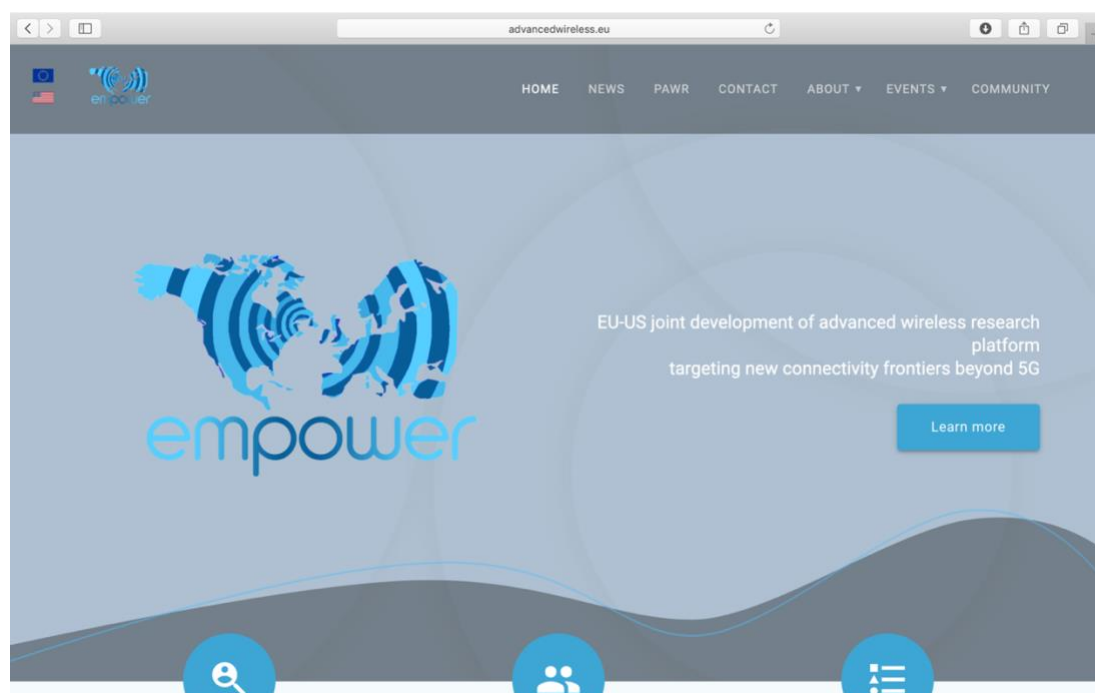 advancedwireless.eu
empower
HOME NEWS PAWR CONTACT ABOUT ▾ EVENTS ▾ COMMUNITY
empower
EU-US joint development of advanced wireless research
platform
targeting new connectivity frontiers beyond 5G
Learn more